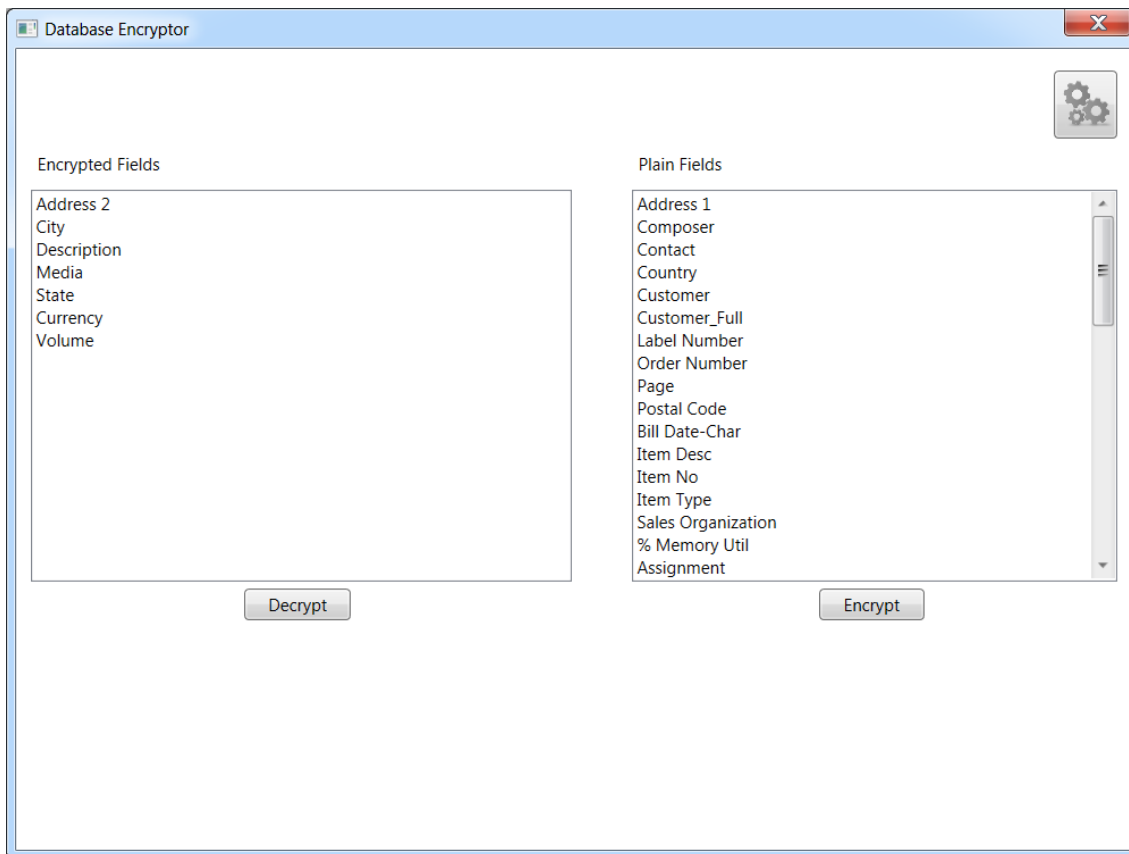 Database Encryptor
Encrypted Fields
Address 2
City
Description
Media
State
Currency
Volume
Decrypt
Plain Fields
Address 1
Composer
Contact
Country
Customer
Customer_Full
Label Number
Order Number
Page
Postal Code
Bill Date-Char
Item Desc
Item No
Item Type
Sales Organization
% Memory Util
Assignment
Encrypt